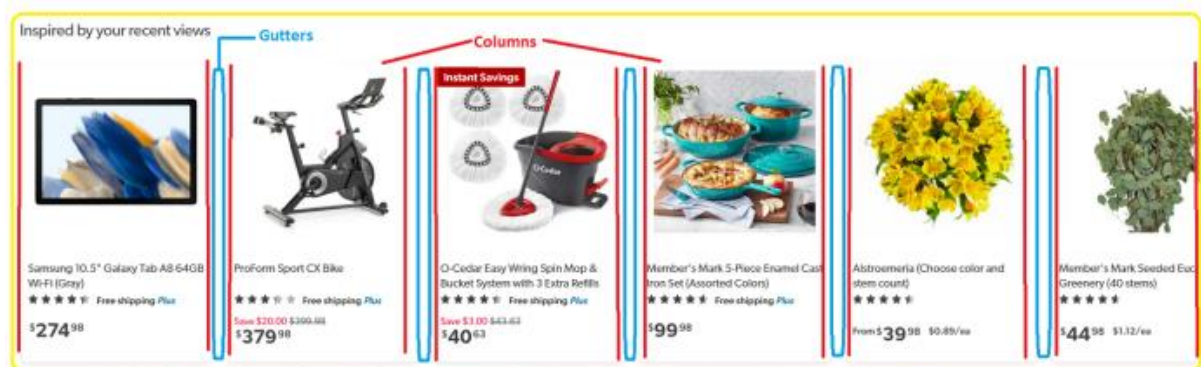 Inspired by your recent views
Gutters
Columns
Instant Savings
O-Cedar
Samsung 10.5" Galaxy Tab A8 64GB
Wi-Fi (Gray)
Free shipping Plus
$274 98
ProForm Sport CX Bike
Free shipping Plus
Save $20.00 $399.98
$379 98
O-Cedar Easy Wring Spin Mop &
Bucket System with 3 Extra Refills
Free shipping Plus
Save $3.00 $43.63
$40 63
Member's Mark 5-Piece Enamel Cast
Iron Set (Assorted Colors)
Free shipping Plus
$99 98
Alstroemeria (Choose color and
stem count)
From $39 98 $0.89/ea
Member's Mark Seeded Euc
Greenery (40 stems)
$44 98 $1.12/ea